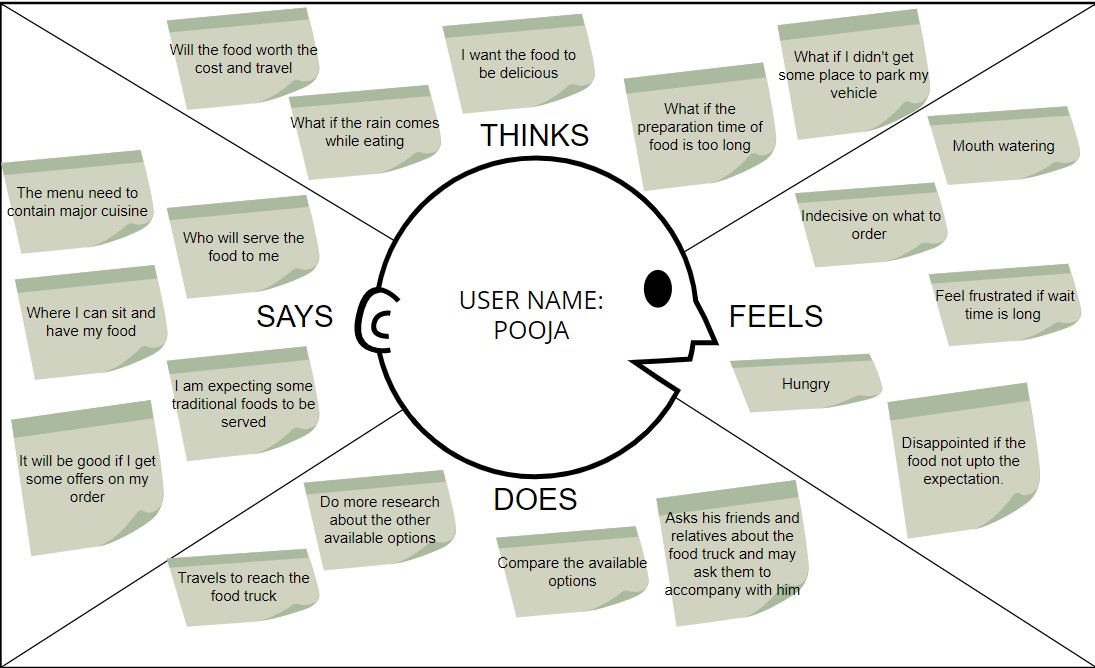 Will the food worth the
cost and travel
What if the rain comes
while eating
I want the food to
be delicious
What if the
preparation time of
food is too long
What if I didn't get
some place to park my
vehicle
THINKS
The menu need to
contain major cuisine
Who will serve the
food to me
Where I can sit and
have my food
SAYS
I am expecting some
traditional foods to be
served
It will be good if I get
some offers on my
order
USER NAME:
POOJA
Mouth watering
Indecisive on what to
order
Feel frustrated if wait
time is long
FEELS
Hungry
Disappointed if the
food not upto the
expectation.
DOES
Do more research
about the other
available options
Travels to reach the
food truck
Compare the available
options
Asks his friends and
relatives about the
food truck and may
ask them to
accompany with him